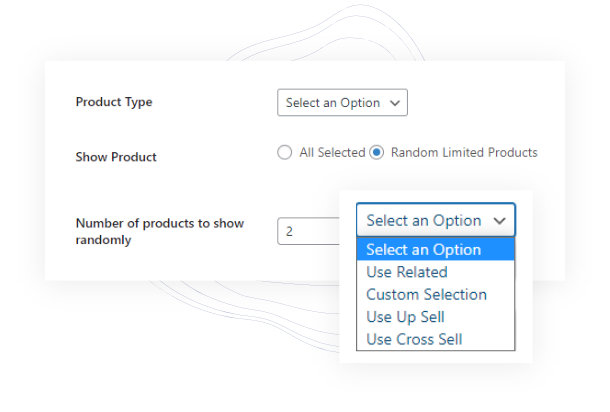 Product Type
Select an Option
Show Product
All Selected
Random Limited Products
Number of products to show
randomly
2
Select an Option
Select an Option
Use Related
Custom Selection
Use Up Sell
Use Cross Sell